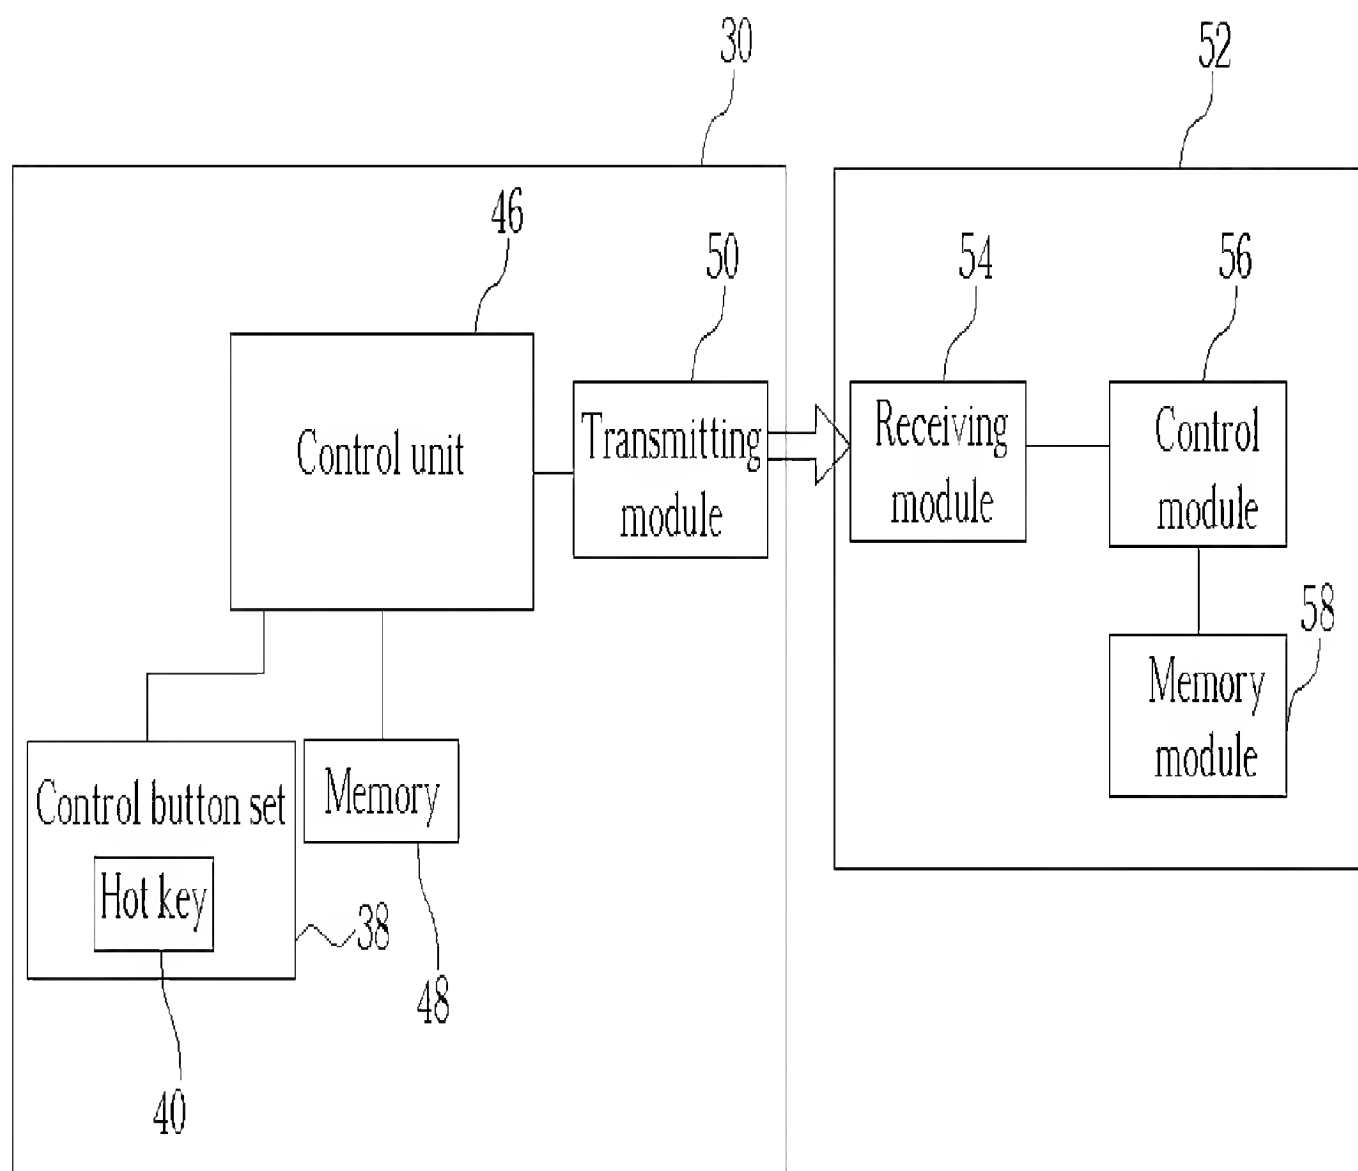 30
52
46
50
54
56
Control unit
Transmitting
module
Receiving
module
Control
module
58
Memory
module
Control button set
Hot key
Memory
38
48
40